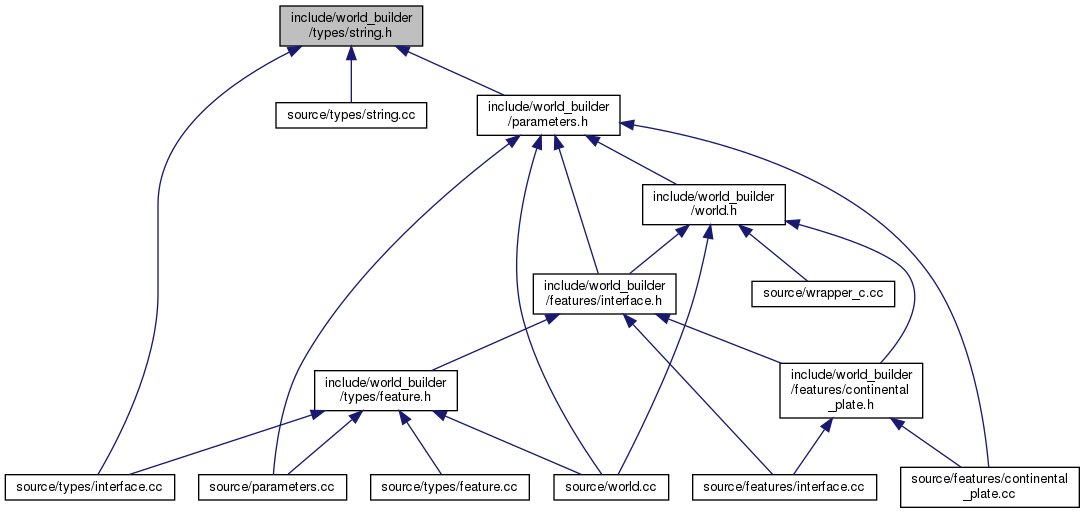 include/world_builder
/types/string.h
source/types/string.cc
include/world_builder
/parameters.h
include/world_builder
/world.h
include/world_builder
/features/interface.h
source/wrapper_c.cc
include/world_builder
/types/feature.h
include/world_builder
/features/continental
_plate.h
source/types/interface.cc
source/parameters.cc
source/types/feature.cc
source/world.cc
source/features/interface.cc
source/features/continental
_plate.cc